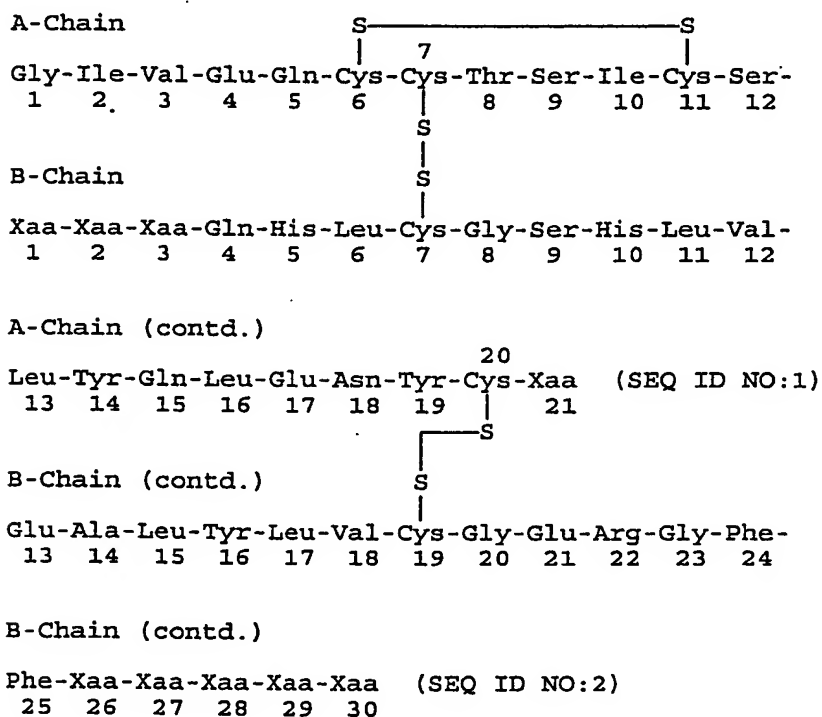 A-Chain
S S
7
Gly-Ile-Val-Glu-Gln-Cys-Cys-Thr-Ser-Ile-Cys-Ser-
1 2. 3 4 5 6 8 9 10 11 12
S
B-Chain
S
Xaa-Xaa-Xaa-Gln-His-Leu-Cys-Gly-Ser-His-Leu-Val-
1 2 3 4 5 6 7 8 9 10 11 12
A-Chain (contd.)
20
Leu-Tyr-Gln-Leu-Glu-Asn-Tyr-Cys-Xaa (SEQ ID NO:1)
13 14 15 16 17 18 19 21
S
B-Chain (contd.)
S
Glu-Ala-Leu-Tyr-Leu-Val-Cys-Gly-Glu-Arg-Gly-Phe-
13 14 15 16 17 18 19 20 21 22 23 24
B-Chain (contd.)
Phe-Xaa-Xaa-Xaa-Xaa-Xaa (SEQ ID NO:2)
25 26 27 28 29 30